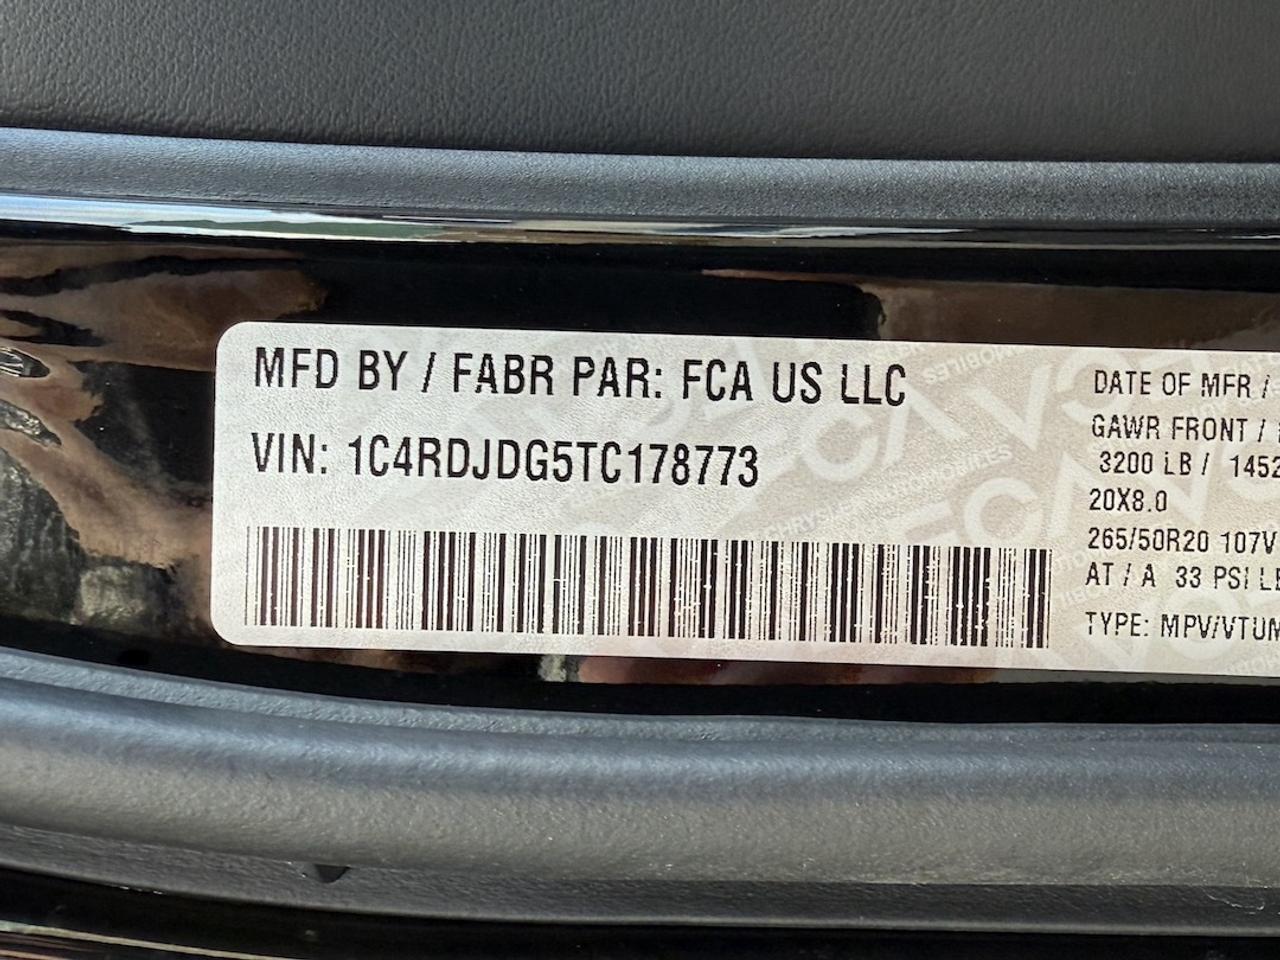 MFD BY / FABR PAR: FCA US LLC
VIN: 1C4RDJDG5TC178773
DATE OF MFR /
GAWR FRONT /
3200 LB / 1452
20X8.0
265/50R20 107V
AT / A 33 PSI
TYPE: MPV/VTUM